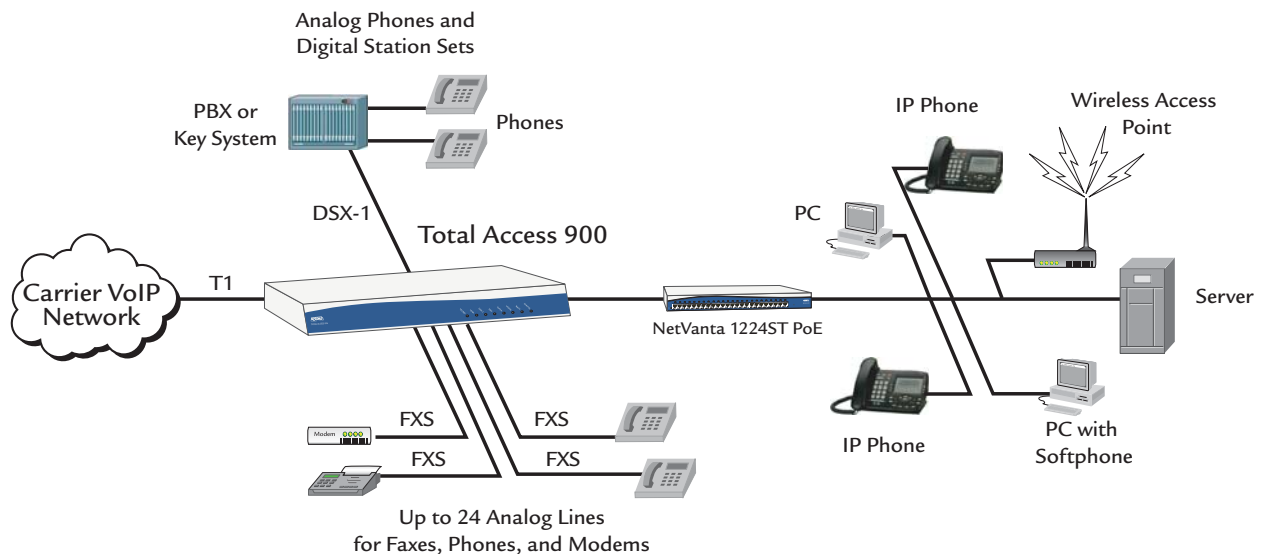 Analog Phones and
Digital Station Sets
PBX or
Key System
Phones
IP Phone
Wireless Access
Point
DSX-1
PC
Total Access 900
T1
Carrier VoIP
Network
Server
NetVanta 1224ST PoE
FXS
FXS
Modem
IP Phone
PC with
Softphone
FXS
FXS
Up to 24 Analog Lines
for Faxes, Phones, and Modems